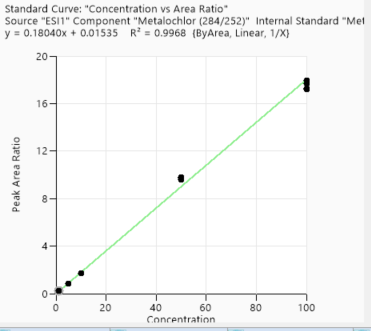 Standard Curve: "Concentration vs Area Ratio"
Source "ESI1" Component "Metalochlor (284/252)" Internal Standard "Met
y = 0.18040x + 0.01535 R² = 0.9968 (ByArea, Linear, 1/X)
20
16
12
8
4
0
Peak Area Ratio
0 20 40 60 80 100
Concentration